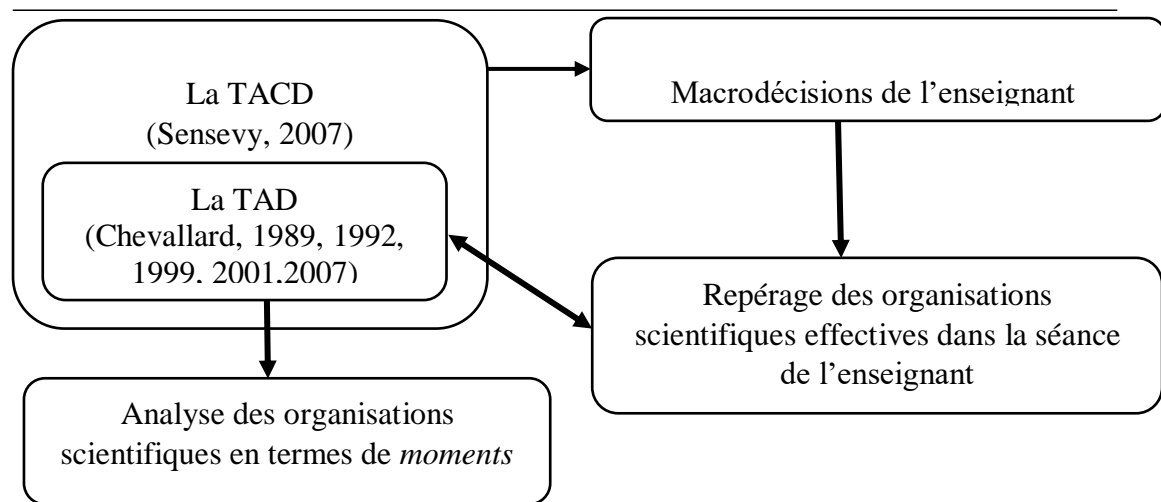 La TACD
(Sensevy, 2007)
La TAD
(Chevallard, 1989, 1992,
1999, 2001,2007)
Macrodécisions de l’enseignant
Repérage des organisations
scientifiques effectives dans la séance
de l’enseignant
Analyse des organisations
scientifiques en termes de moments